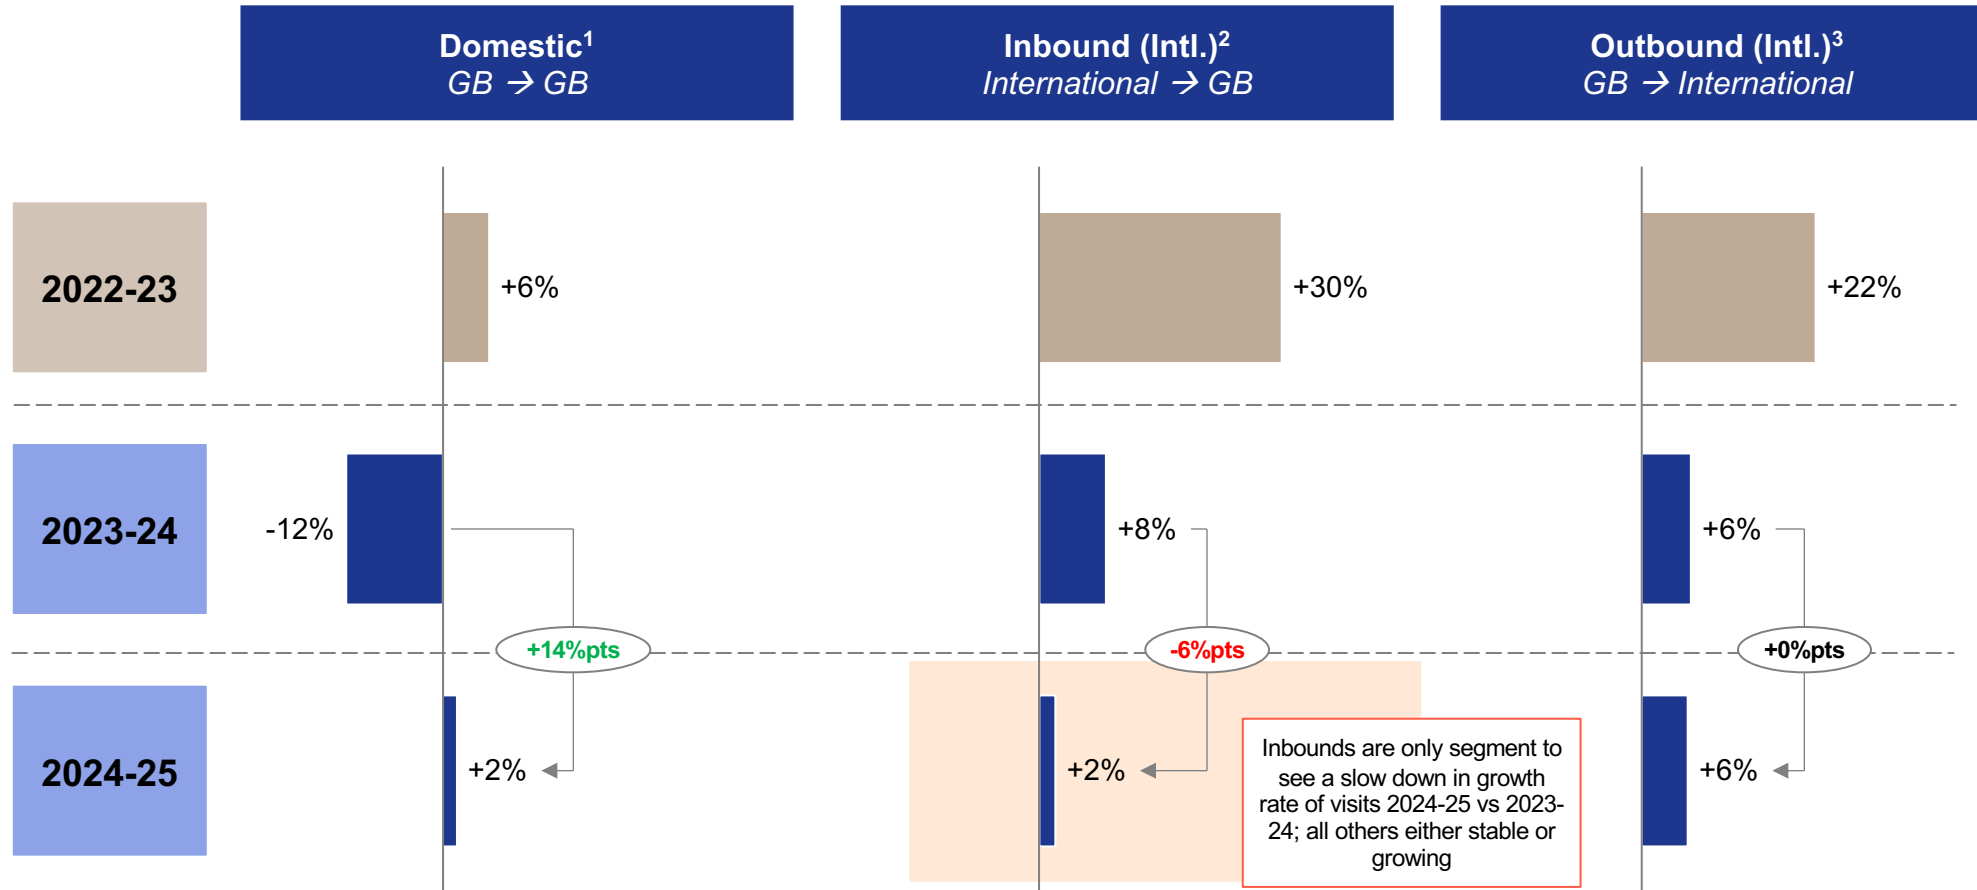 Domestic¹
GB → GB
Inbound (Intl.)²
International → GB
Outbound (Intl.)³
GB → International
2022-23
+6%
+30%
+22%
2023-24
-12%
+8%
+6%
+14%pts
-6%pts
+0%pts
2024-25
+2%
+2%
Inbounds are only segment to
see a slow down in growth
rate of visits 2024-25 vs 2023-
24; all others either stable or
growing
+6%